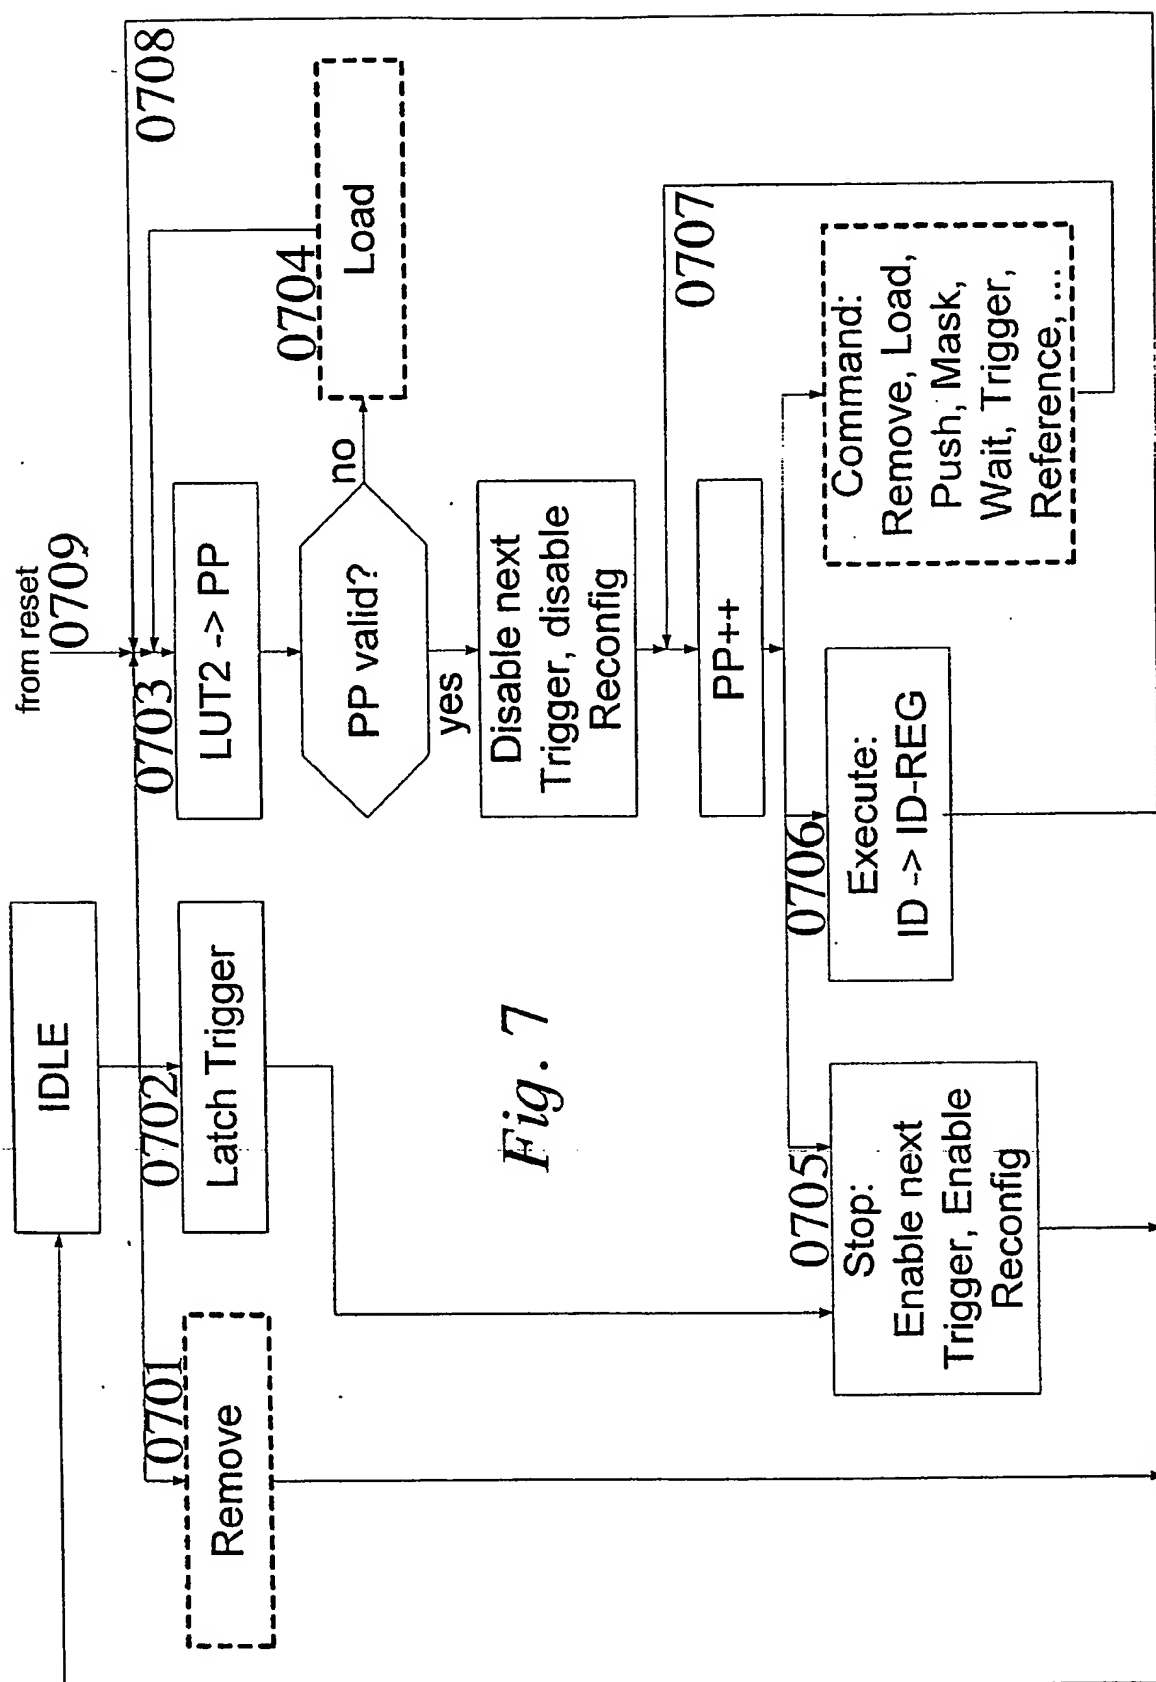 IDLE
from reset
0709
0708
0701
0702
0703
Remove
Latch Trigger
LUT2 -> PP
0704
PP valid?
no
Load
yes
Disable next
Trigger, disable
Reconfig
0707
Fig. 7
PP++
0705
0706
Stop:
Enable next
Trigger, Enable
Reconfig
Execute:
ID -> ID-REG
Command:
Remove, Load,
Push, Mask,
Wait, Trigger,
Reference, ...